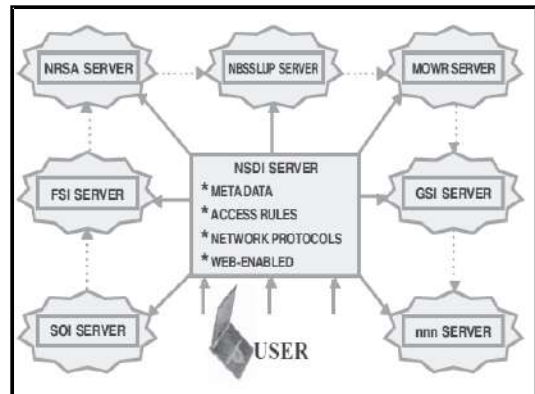 NRSA SERVER
NBSSLUP SERVER
MOWR SERVER
NSDI SERVER
* METADATA
* ACCESS RULES
* NETWORK PROTOCOLS
* WEB-ENABLED
FSI SERVER
GSI SERVER
SOI SERVER
USER
nnn SERVER